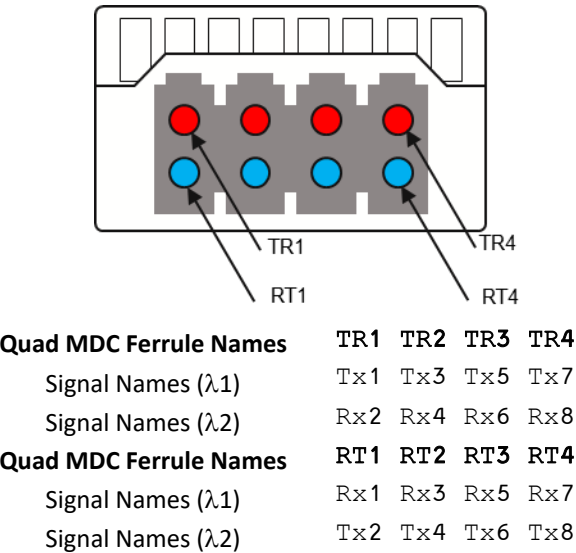 TR1
TR4
RT1
RT4
Quad MDC Ferrule Names TR1 TR2 TR3 TR4
Signal Names (λ1) Tx1 Tx3 Tx5 Tx7
Signal Names (λ2) Rx2 Rx4 Rx6 Rx8
Quad MDC Ferrule Names RT1 RT2 RT3 RT4
Signal Names (λ1) Rx1 Rx3 Rx5 Rx7
Signal Names (λ2) Tx2 Tx4 Tx6 Tx8